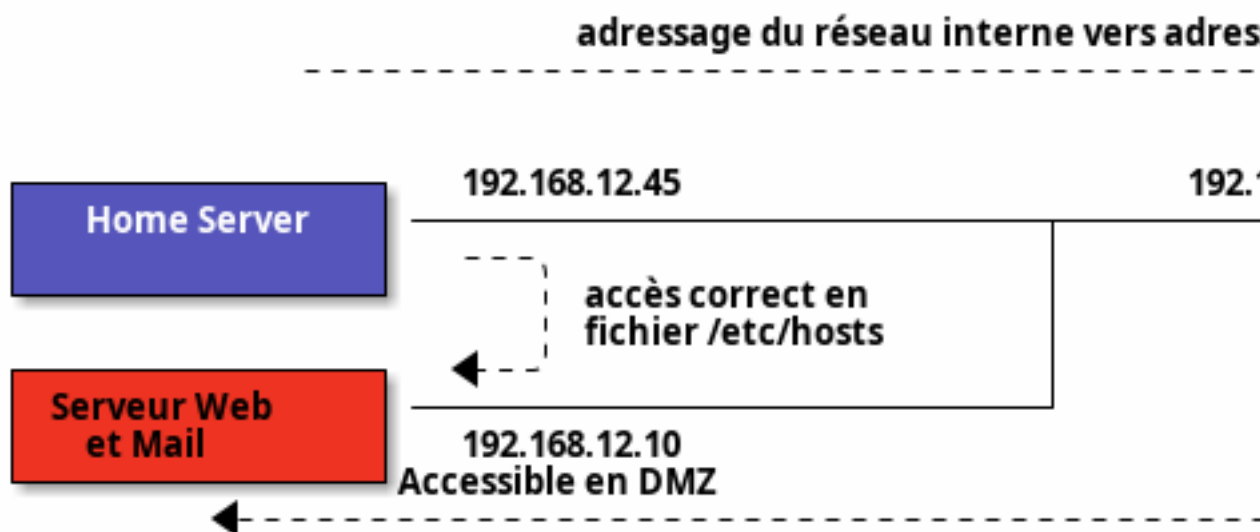 adressage du réseau interne vers adres
192.168.12.45
192.1
Home Server
accès correct en
fichier /etc/hosts
Serveur Web
et Mail
192.168.12.10
Accessible en DMZ